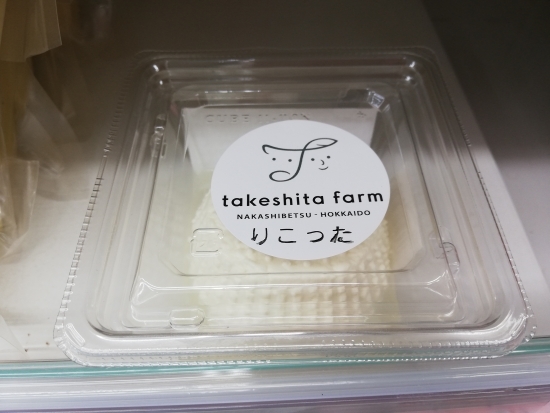 takeshita farm
NAKASHIBETSU - HOKKAIDO
りこった